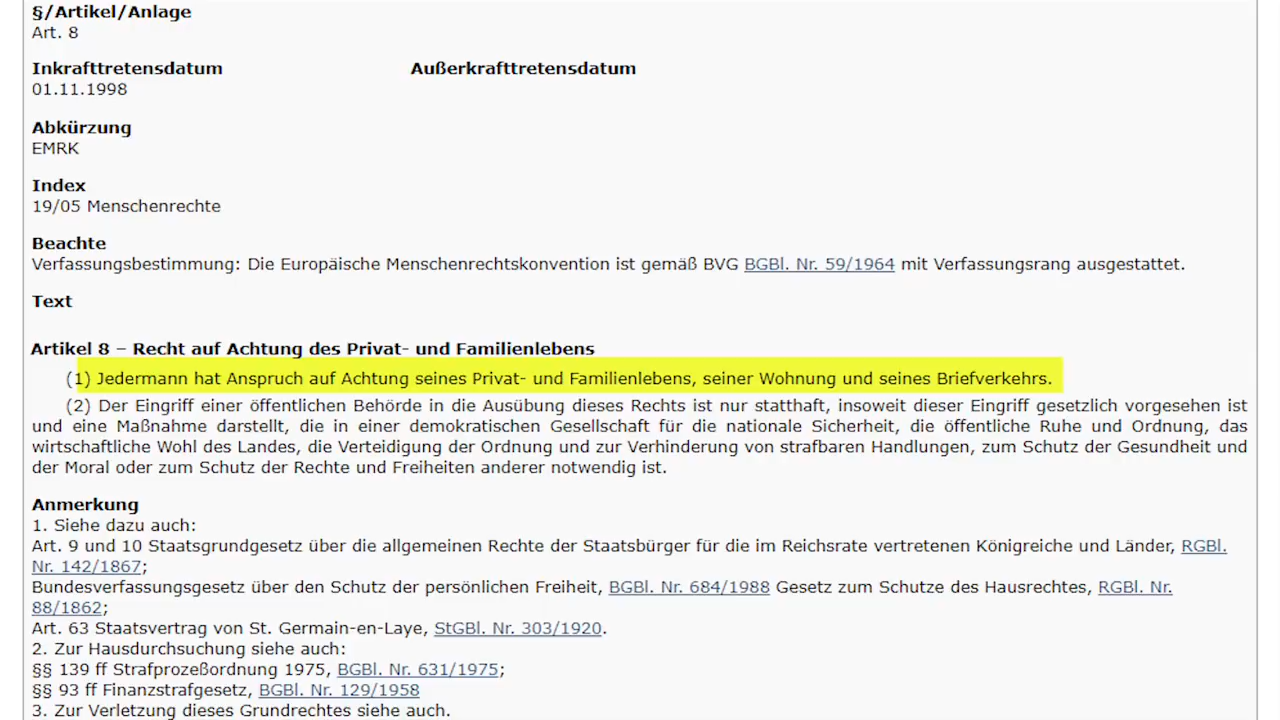 §/Artikel/Anlage
Art. 8
Inkrafttretensdatum Außerkrafttretensdatum
01.11.1998
Abkürzung
EMRK
Index
19/05 Menschenrechte
Beachte
Verfassungsbestimmung: Die Europäische Menschenrechtskonvention ist gemäß BVG BGBl. Nr. 59/1964 mit Verfassungsrang ausgestattet.
Text
Artikel 8 – Recht auf Achtung des Privat- und Familienlebens
(1) Jedermann hat Anspruch auf Achtung seines Privat- und Familienlebens, seiner Wohnung und seines Briefverkehrs.
(2) Der Eingriff einer öffentlichen Behörde in die Ausübung dieses Rechts ist nur statthaft, insoweit dieser Eingriff gesetzlich vorgesehen ist
und eine Maßnahme darstellt, die in einer demokratischen Gesellschaft für die nationale Sicherheit, die öffentliche Ruhe und Ordnung, das
wirtschaftliche Wohl des Landes, die Verteidigung der Ordnung und zur Verhinderung von strafbaren Handlungen, zum Schutz der Gesundheit und
der Moral oder zum Schutz der Rechte und Freiheiten anderer notwendig ist.
Anmerkung
1. Siehe dazu auch:
Art. 9 und 10 Staatsgrundgesetz über die allgemeinen Rechte der Staatsbürger für die im Reichsrate vertretenen Königreiche und Länder, RGBl.
Nr. 142/1867;
Bundesverfassungsgesetz über den Schutz der persönlichen Freiheit, BGBl. Nr. 684/1988 Gesetz zum Schutze des Hausrechtes, RGBl. Nr.
88/1862;
Art. 63 Staatsvertrag von St. Germain-en-Laye, StGBl. Nr. 303/1920.
2. Zur Hausdurchsuchung siehe auch:
§§ 139 ff Strafprozeßordnung 1975, BGBl. Nr. 631/1975;
§§ 93 ff Finanzstrafgesetz, BGBl. Nr. 129/1958
3. Zur Verletzung dieses Grundrechtes siehe auch.